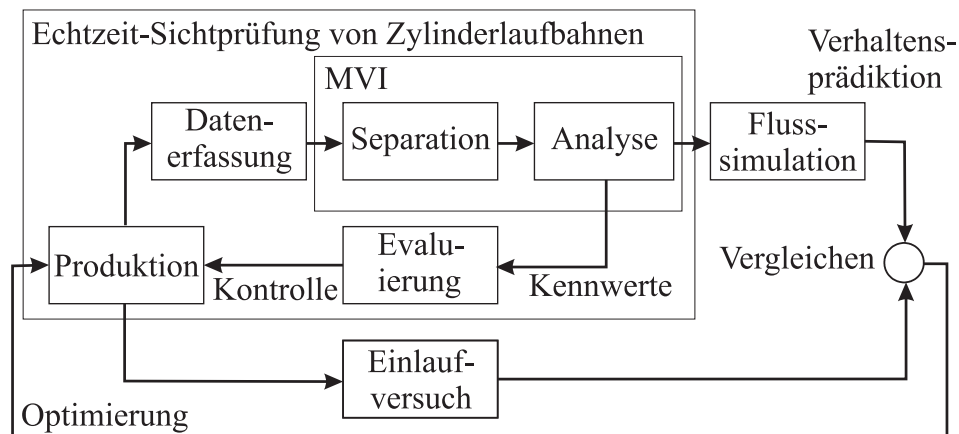 Echtzeit-Sichtprüfung von Zylinderlaufbahnen
Verhaltens-
prädiktion
MVI
Daten-
erfassung
Separation
Analyse
Fluss-
simulation
Produktion
Kontrolle
Evalu-
ierung
Kennwerte
Vergleichen
Einlauf-
versuch
Optimierung